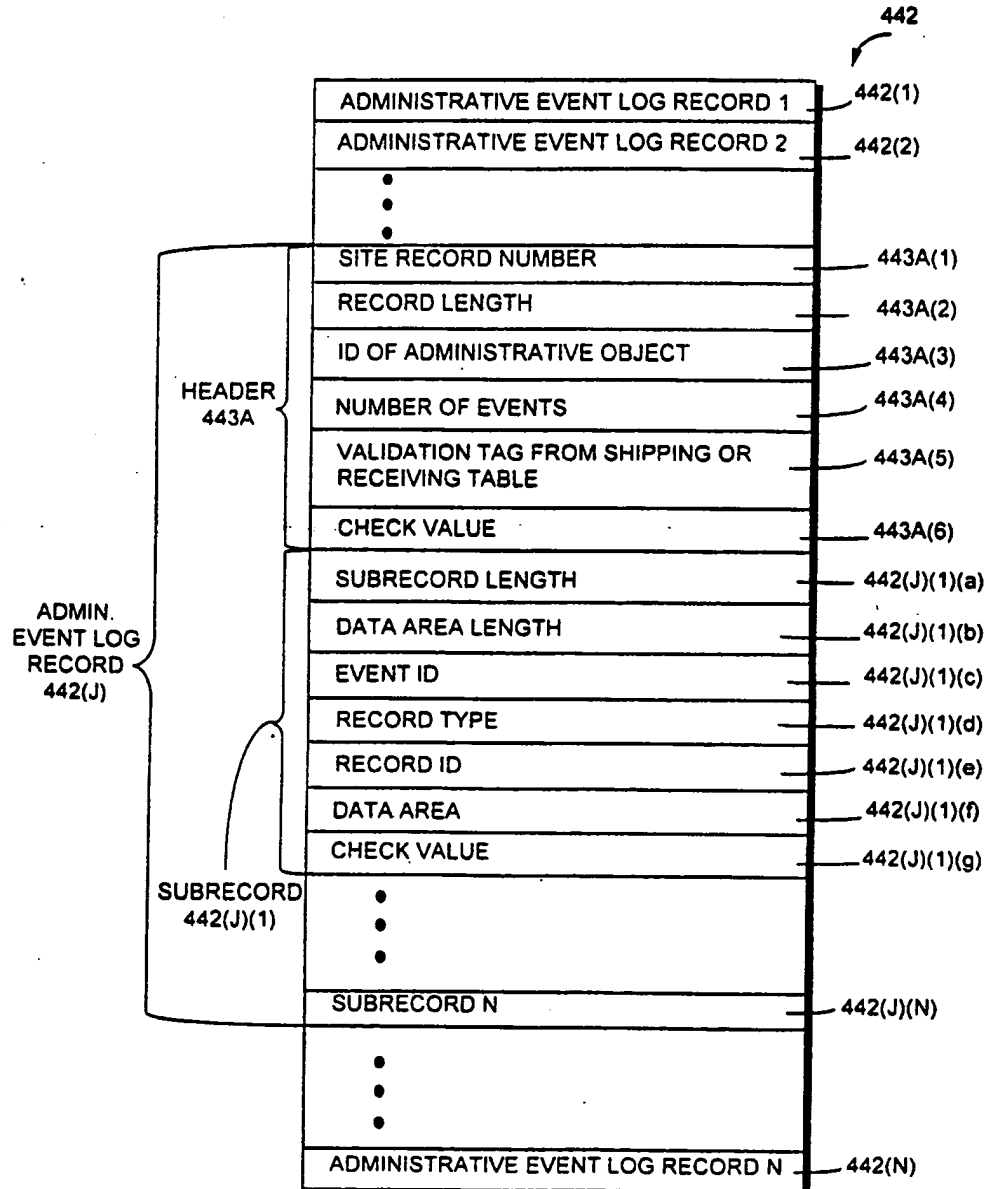 442
ADMINISTRATIVE EVENT LOG RECORD 1
442(1)
ADMINISTRATIVE EVENT LOG RECORD 2
442(2)
SITE RECORD NUMBER
443A(1)
RECORD LENGTH
443A(2)
ID OF ADMINISTRATIVE OBJECT
443A(3)
HEADER
443A
NUMBER OF EVENTS
443A(4)
VALIDATION TAG FROM SHIPPING OR
RECEIVING TABLE
443A(5)
CHECK VALUE
443A(6)
SUBRECORD LENGTH
442(J)(1)(a)
ADMIN.
EVENT LOG
RECORD
442(J)
DATA AREA LENGTH
442(J)(1)(b)
EVENT ID
442(J)(1)(c)
RECORD TYPE
442(J)(1)(d)
RECORD ID
442(J)(1)(e)
DATA AREA
442(J)(1)(f)
CHECK VALUE
442(J)(1)(g)
SUBRECORD
442(J)(1)
SUBRECORD N
442(J)(N)
ADMINISTRATIVE EVENT LOG RECORD N
442(N)